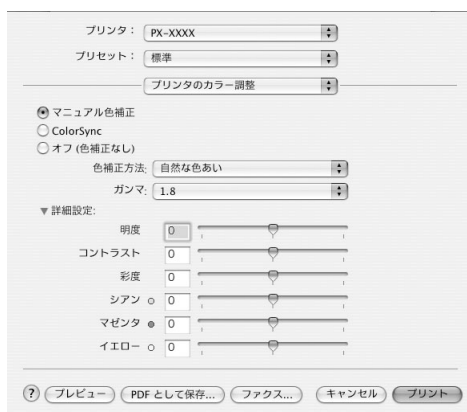 プリンタ： PX-XXXX
プリセット： 標準
プリンタのカラー調整
マニュアル色補正
ColorSync
オフ (色補正なし)
色補正方法: 自然な色あい
ガンマ: 1.8
詳細設定:
明度 0
コントラスト 0
彩度 0
シアン 0
マゼンタ 0
イエロー 0
? プレビュー PDF として保存... ファクス... キャンセル プリント